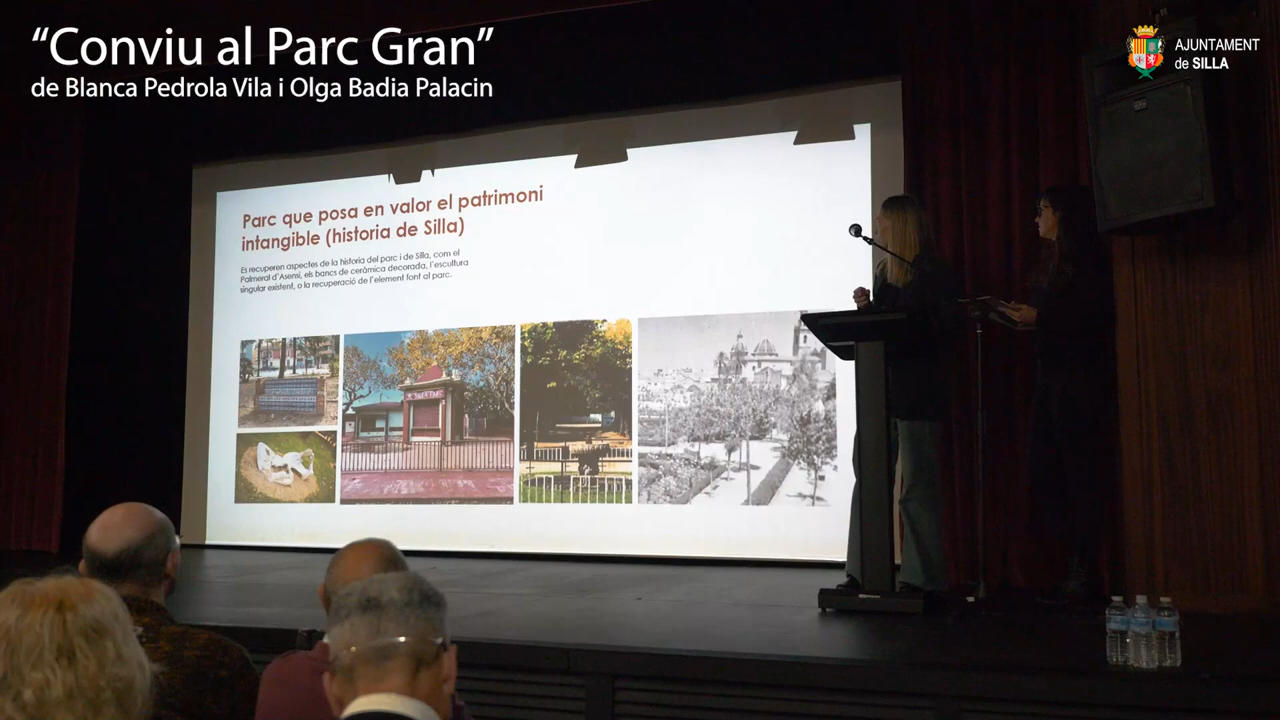 “Conviu al Parc Gran”
de Blanca Pedrola Vila i Olga Badia Palacin
AJUNTAMENT
de SILLA
Parc que posa en valor el patrimoni
intangible (historia de Silla)
Es recuperen aspectes de la historia del parc i de Silla, com el
Palmeral d’Asensi, els bancs de ceràmica decorada, l’escultura
singular existent, o la recuperació de l’element font al parc.